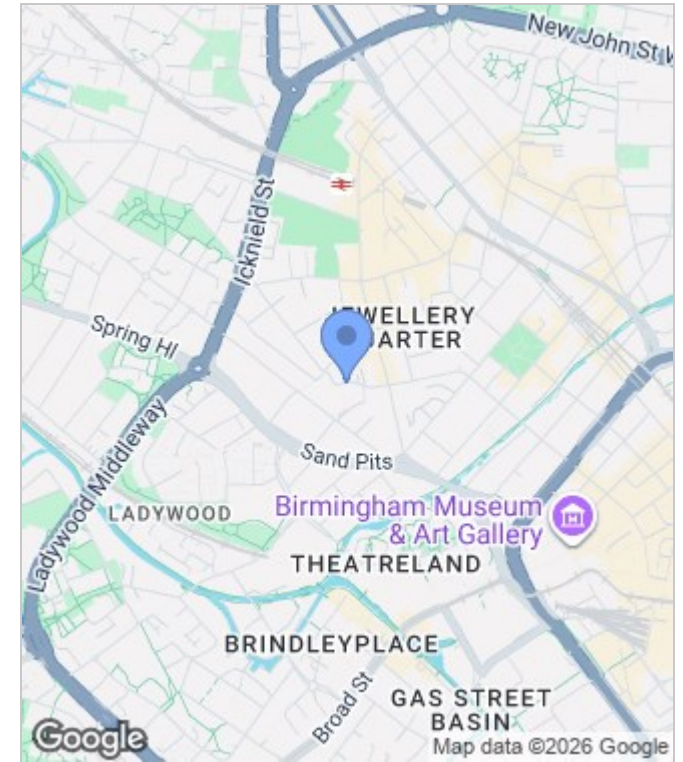 New John St W
Icknield St
JEWELLERY
QUARTER
Spring Hl
Sand Pits
Ladywood Middleway
LADYWOOD
Birmingham Museum
& Art Gallery
THEATRELAND
BRINDLEYPLACE
Broad St
GAS STREET
BASIN
Google
Map data ©2026 Google